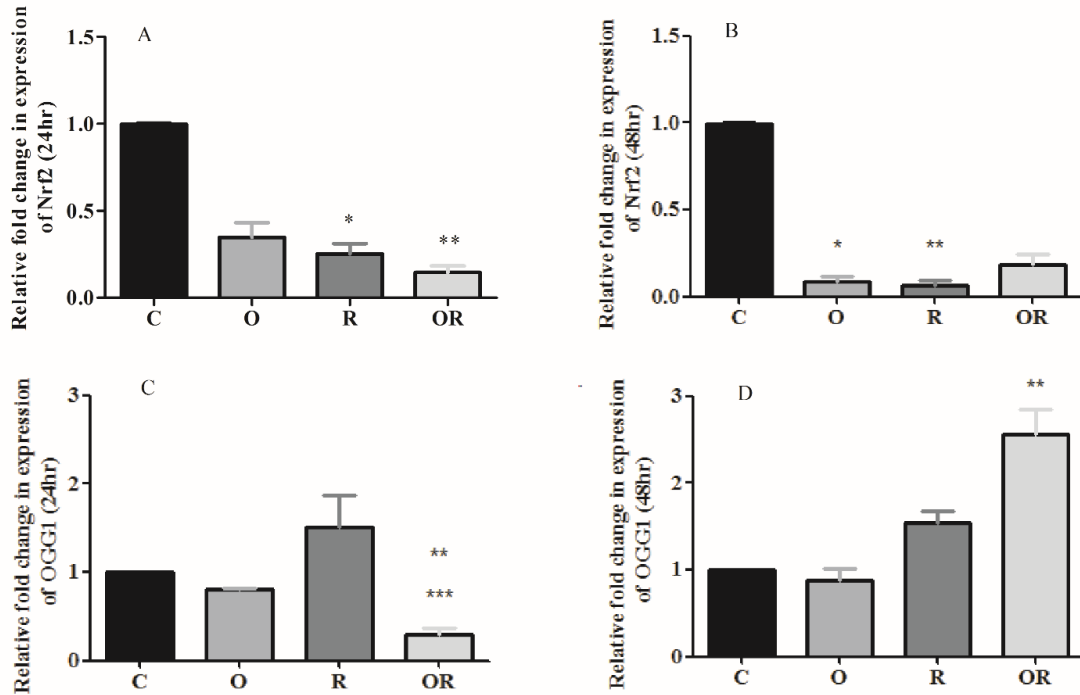 A
Relative fold change in expression
of Nrf2 (24hr)
1.5
1.0
0.5
0.0
*
**
C O R OR
B
Relative fold change in expression
of Nrf2 (48hr)
1.5
1.0
0.5
0.0
*
**
C O R OR
C
Relative fold change in expression
of OGG1 (24hr)
3
2
1
0
**
***
C O R OR
D
Relative fold change in expression
of OGG1 (48hr)
3
2
1
0
**
C O R OR